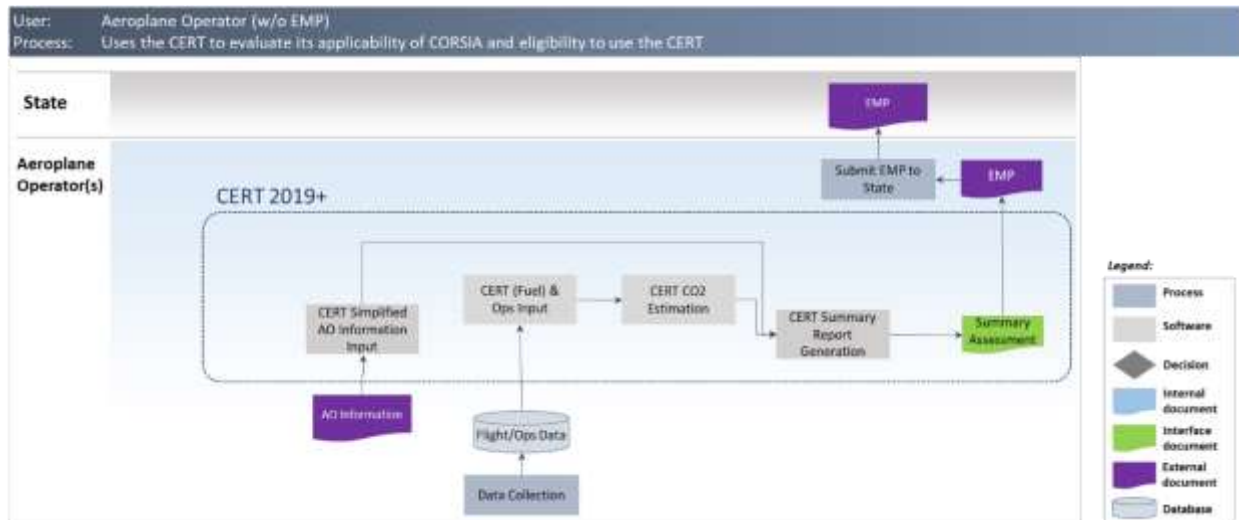 User: Aeroplane Operator (w/o EMP)
Process: Uses the CERT to evaluate its applicability of CORSIA and eligibility to use the CERT
State
EMP
Aeroplane
Operator(s)
Submit EMP to
State
EMP
CERT 2019+
CERT Simplified
AO Information
Input
CERT (Fuel) &
Ops Input
CERT CO2
Estimation
CERT Summary
Report
Generation
Summary
Assessment
AO Information
Flight/Ops Data
Data Collection
Legend:
Process
Software
Decision
Internal
document
Interface
document
External
document
Database